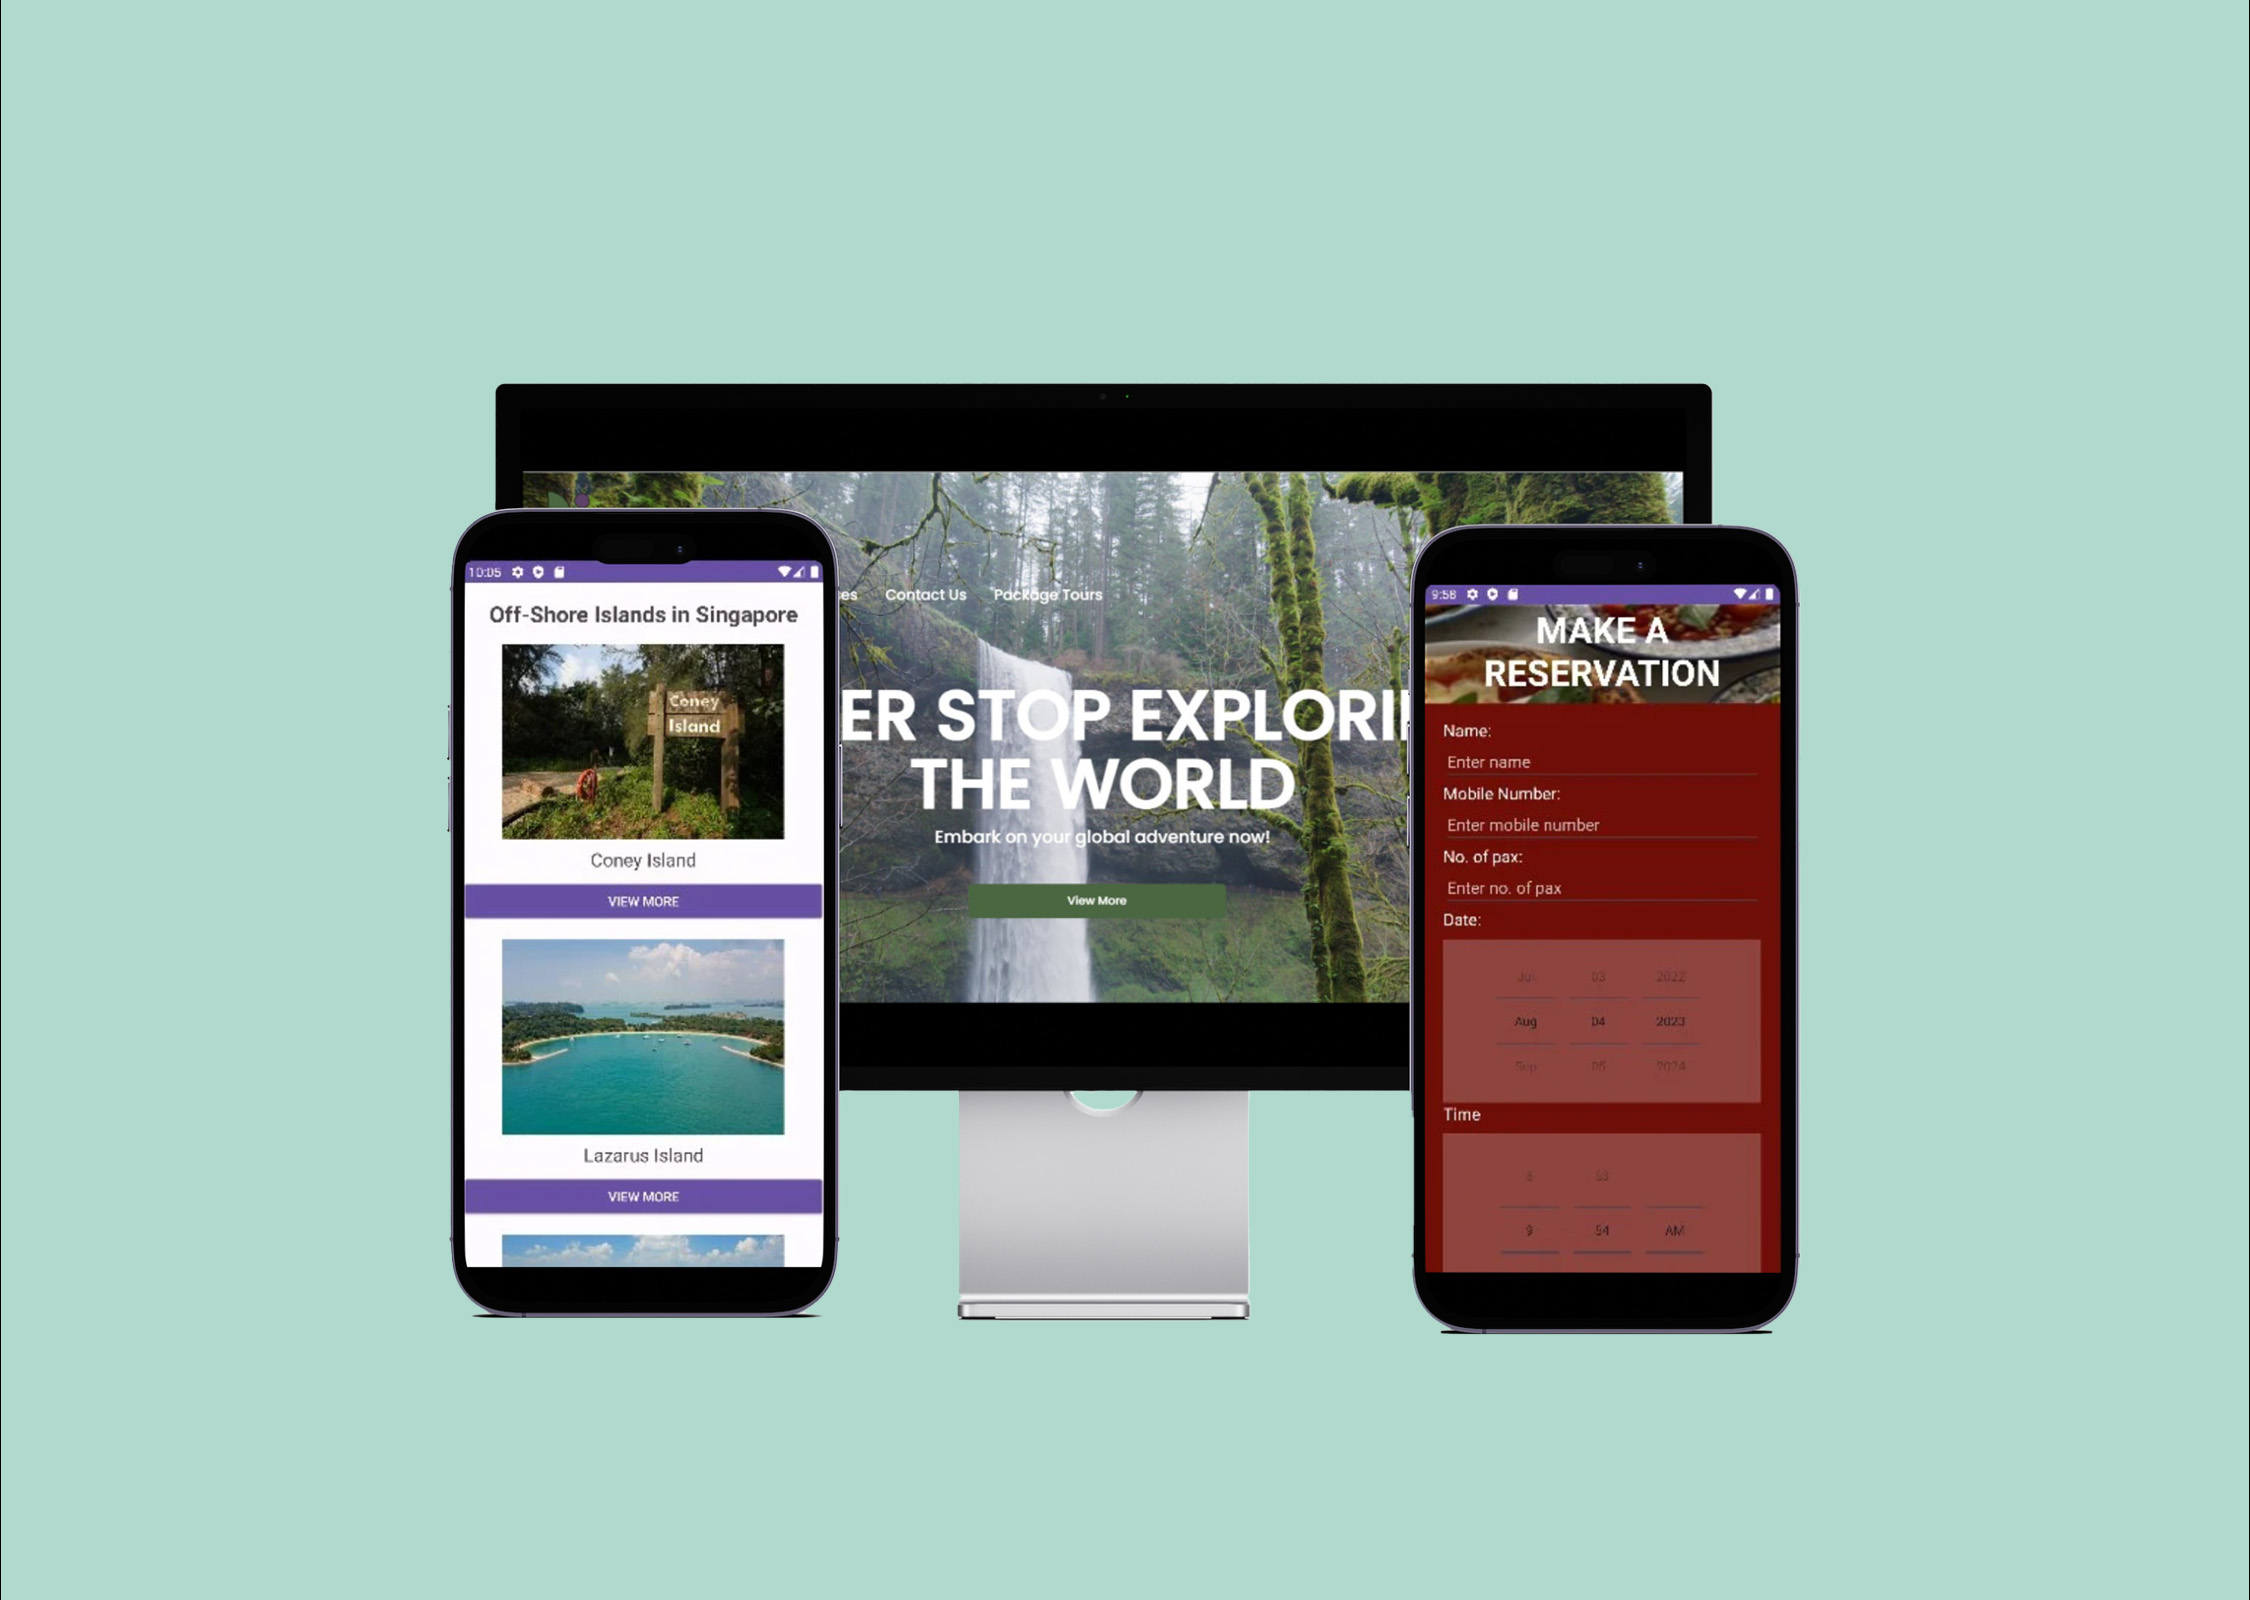 10:05
Off-Shore Islands in Singapore
Coney
Island
Coney Island
VIEW MORE
Lazarus Island
VIEW MORE
Contact Us Package Tours
ER STOP EXPLORI
THE WORLD
Embark on your global adventure now!
View More
9:58
MAKE A
RESERVATION
Name:
Enter name
Mobile Number:
Enter mobile number
No. of pax:
Enter no. of pax
Date:
Jul 03 2022
Aug 04 2023
Sep 05 2024
Time
8 53
9 54 AM